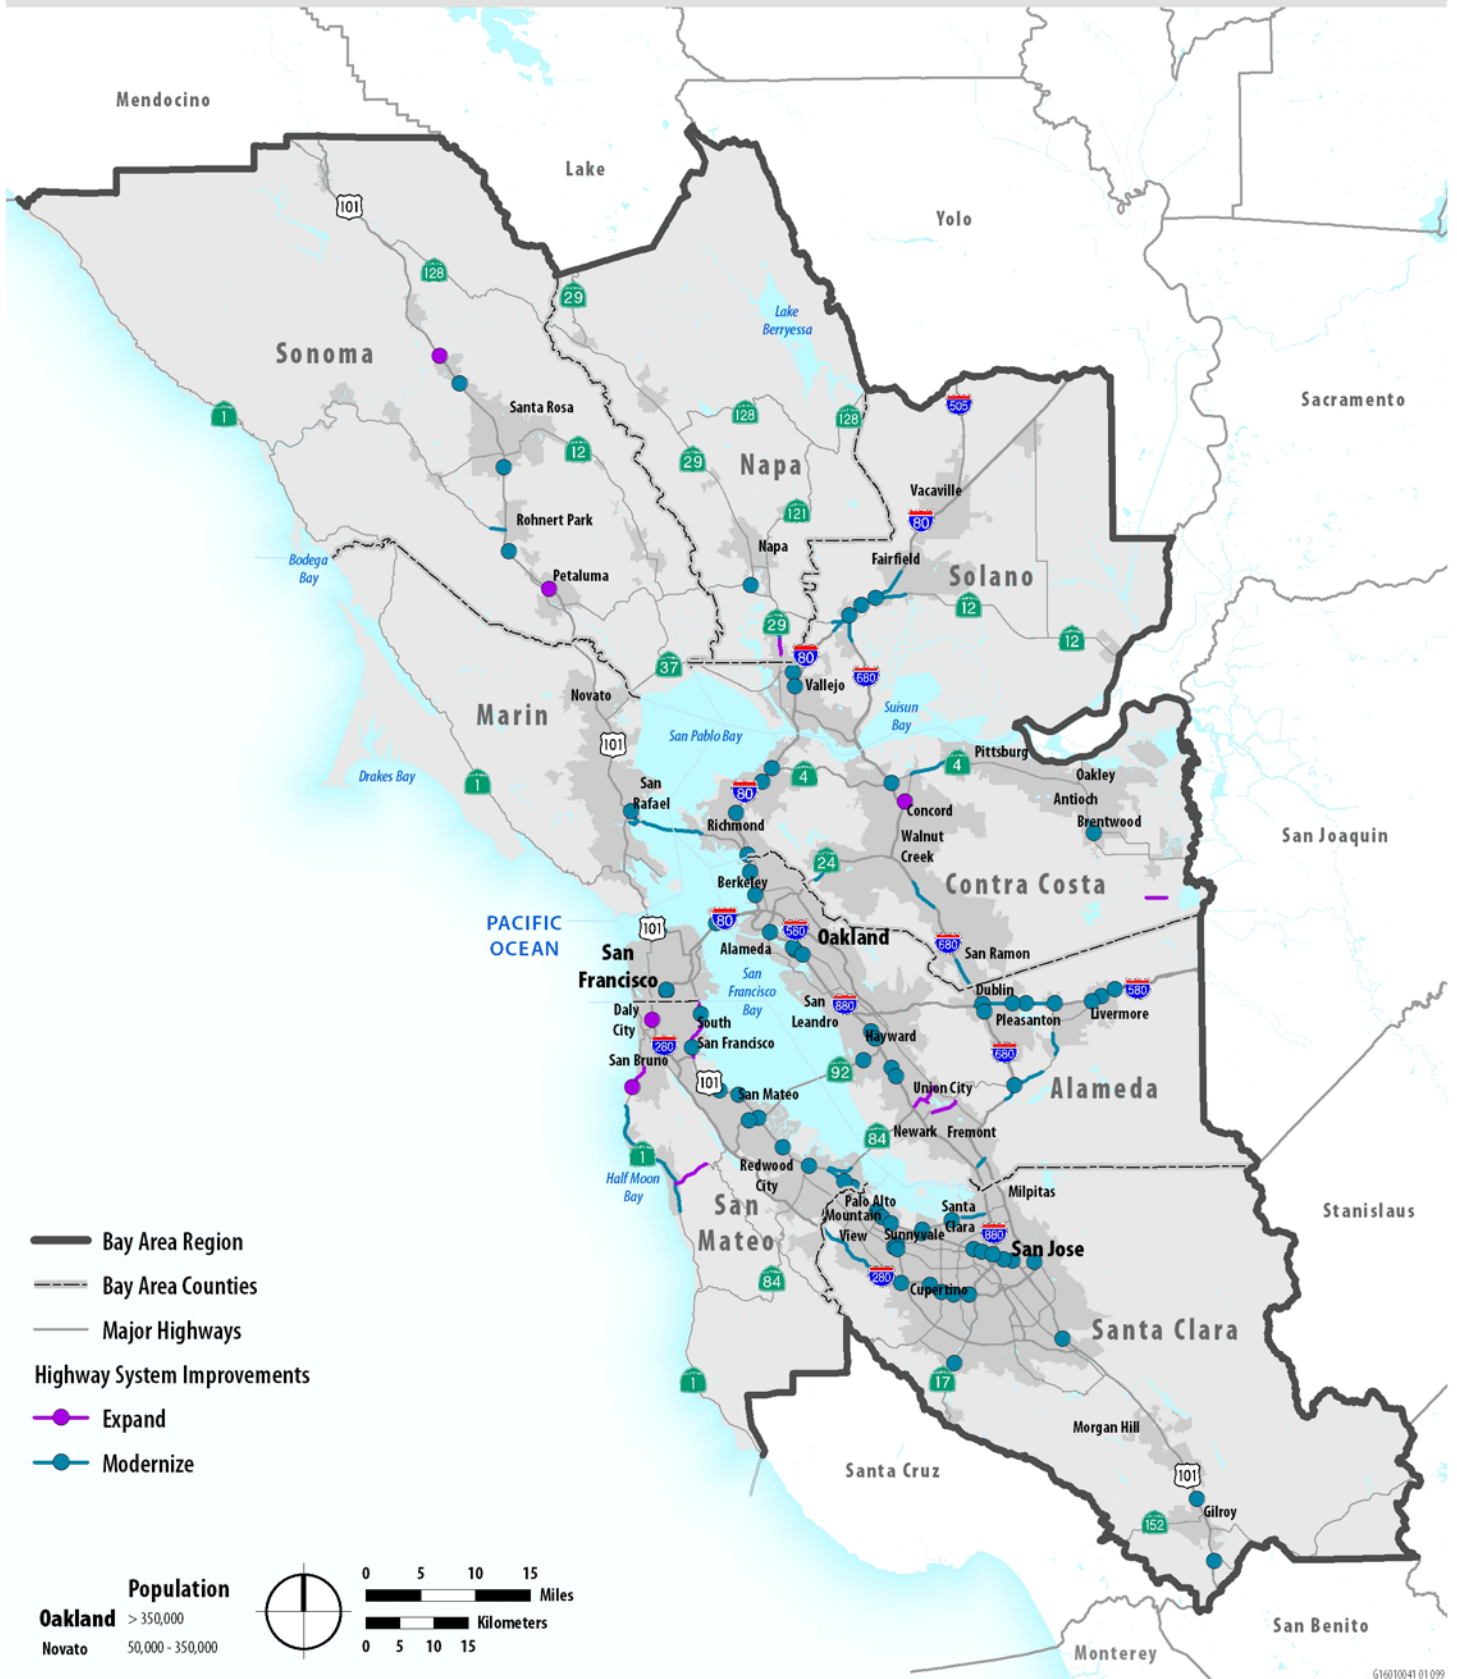 Mendocino
Lake
Yolo
101
128
29
Lake
Berryessa
Sonoma
Sacramento
505
1
Santa Rosa
128
128
12
29
Napa
Vacaville
121
80
Rohnert Park
Napa
Fairfield
Bodega
Bay
Petaluma
Solano
12
29
12
80
37
680
Vallejo
Novato
Marin
Suisun
Bay
101
San Pablo Bay
Pittsburg
4
4
Oakley
Drakes Bay
1
San
Rafael
80
Antioch
Concord
Brentwood
Richmond
Walnut
Creek
San Joaquin
24
Berkeley
Contra Costa
PACIFIC
OCEAN
101
80
580
Oakland
Alameda
680
San Ramon
San
Francisco
San
Francisco
Bay
Dublin
580
San
Leandro
880
Daly
City
South
San Francisco
Pleasanton
Livermore
Hayward
280
680
San Bruno
92
101
San Mateo
Union City
Alameda
84
Newark
Fremont
1
Half Moon
Bay
Redwood
City
San
Mateo
Palo Alto
Mountain
View
Santa
Clara
Milpitas
Stanislaus
Sunnyvale
880
San Jose
280
84
Cupertino
Santa Clara
1
17
Morgan Hill
Santa Cruz
101
152
Gilroy
San Benito
Monterey
Bay Area Region
Bay Area Counties
Major Highways
Highway System Improvements
Expand
Modernize
Population
Oakland > 350,000
Novato 50,000 - 350,000
0 5 10 15
Miles
Kilometers
0 5 10 15
G16010041 01 099